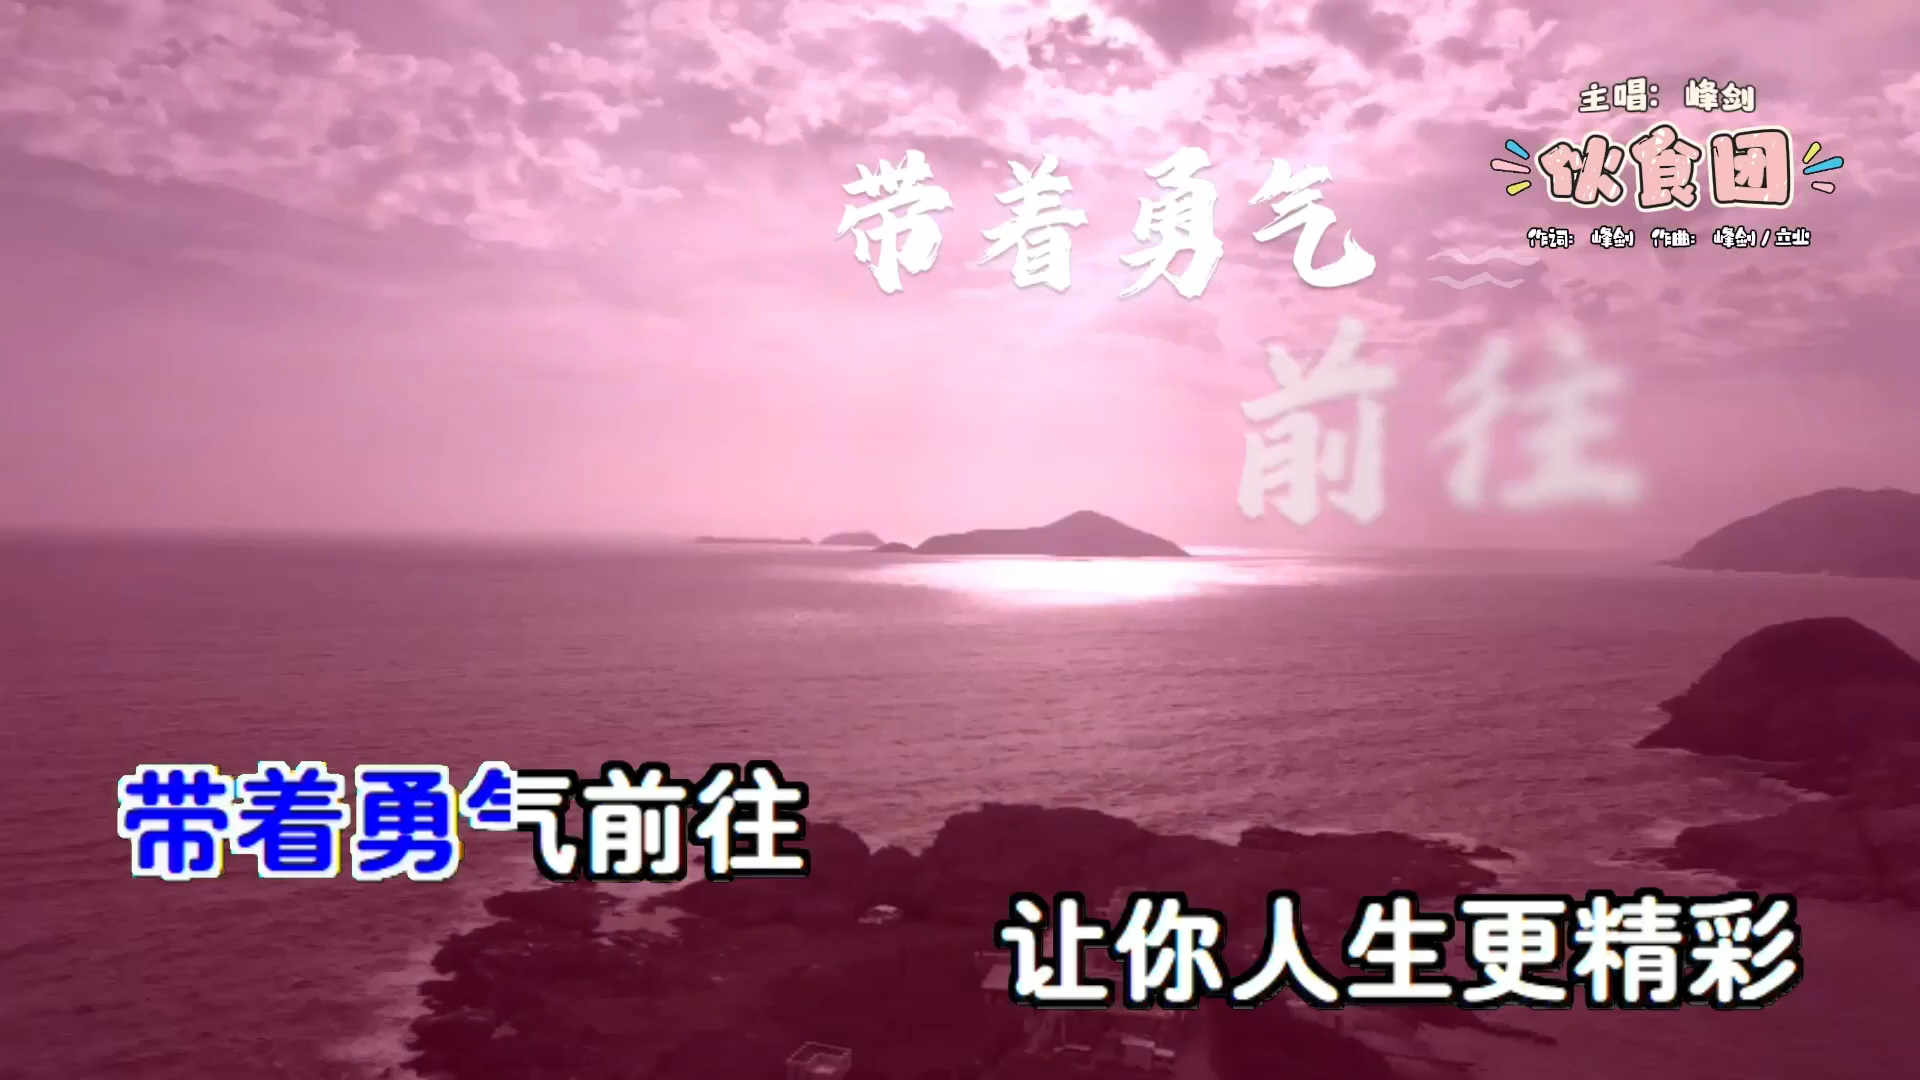 主唱: 峰剑
伙食团
作词: 峰剑 作曲: 峰剑/立业
带着勇气
前往
带着勇气前往
让你人生更精彩